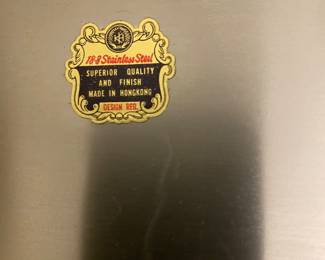 18-8 Stainless Steel
SUPERIOR QUALITY
AND FINISH
MADE IN HONGKONG
DESIGN REG.